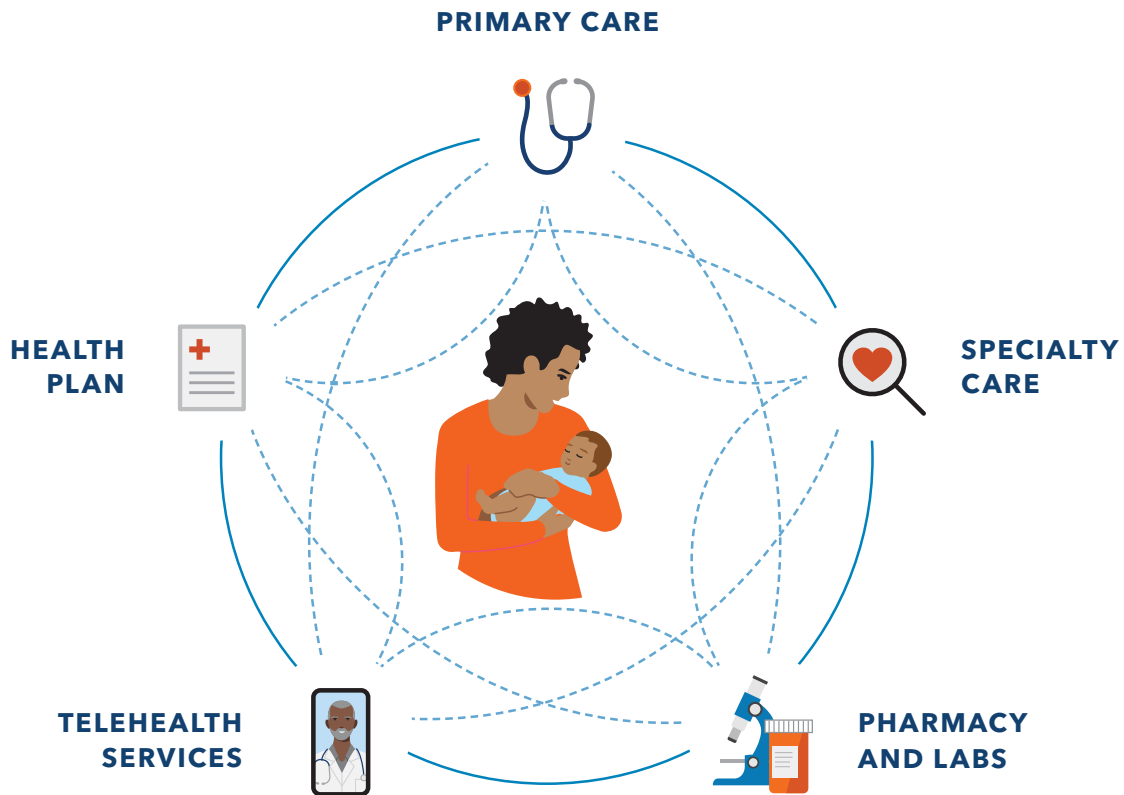 PRIMARY CARE
HEALTH
PLAN
SPECIALTY
CARE
TELEHEALTH
SERVICES
PHARMACY
AND LABS